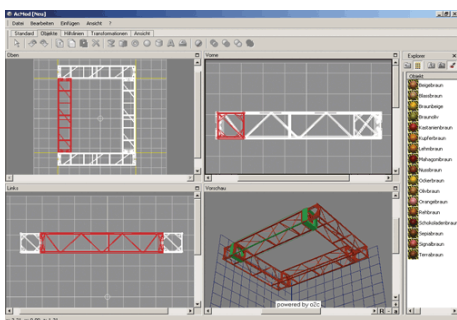 AcMod [Neu]
Datei Bearbeiten Einfügen Ansicht ?
Standard Objekte Hilfslinien Transformationen Ansicht
Oben
Vorne
Explorer
Objekt
Beigebraun
Blassbraun
Braunbeige
Braunoliv
Kastanienbraun
Kupferbraun
Lehmbraun
Mahagonibraun
Nussbraun
Ockerbraun
Olivbraun
Orangebraun
Rehbraun
Schokoladenbraun
Sepiabraun
Signalbraun
Terrabraun
Links
Vorschau
powered by o2c
R